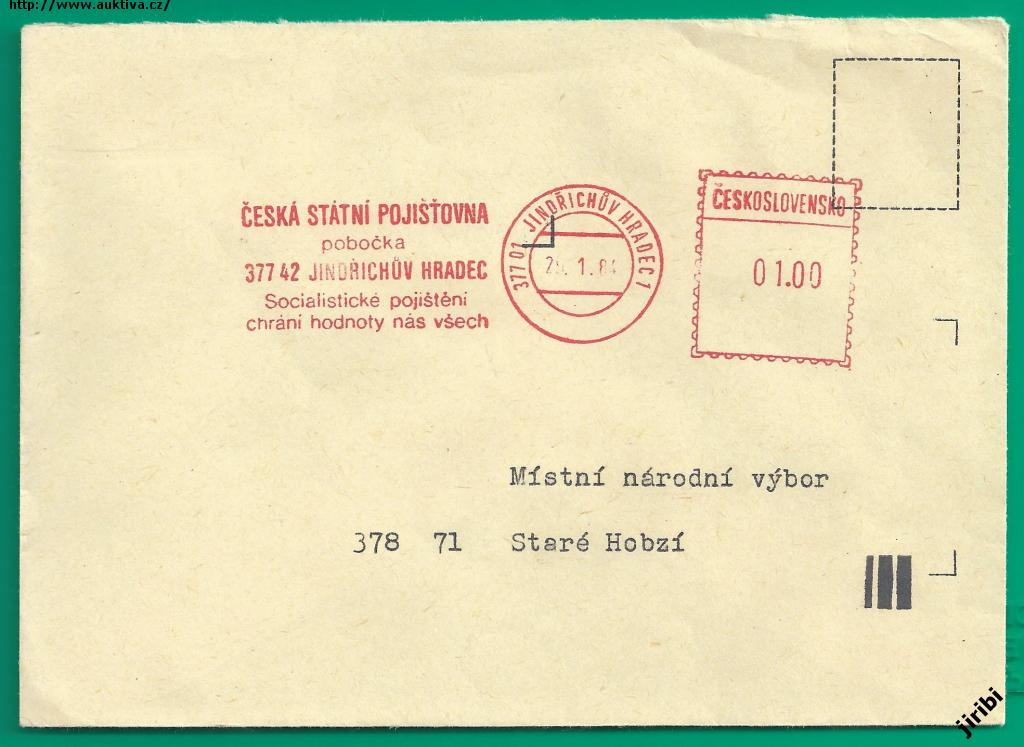 http://www.auktiva.cz/
ČESKÁ STÁTNÍ POJIŠŤOVNA
pobočka
377 42 JINDŘICHŮV HRADEC
Socialistické pojištění
chrání hodnoty nás všech
377 01 JINDŘICHŮV HRADEC 1
1.
ČESKOSLOVENSKO
01.00
Místní národní výbor
378 71 Staré Hobzí
jiribi